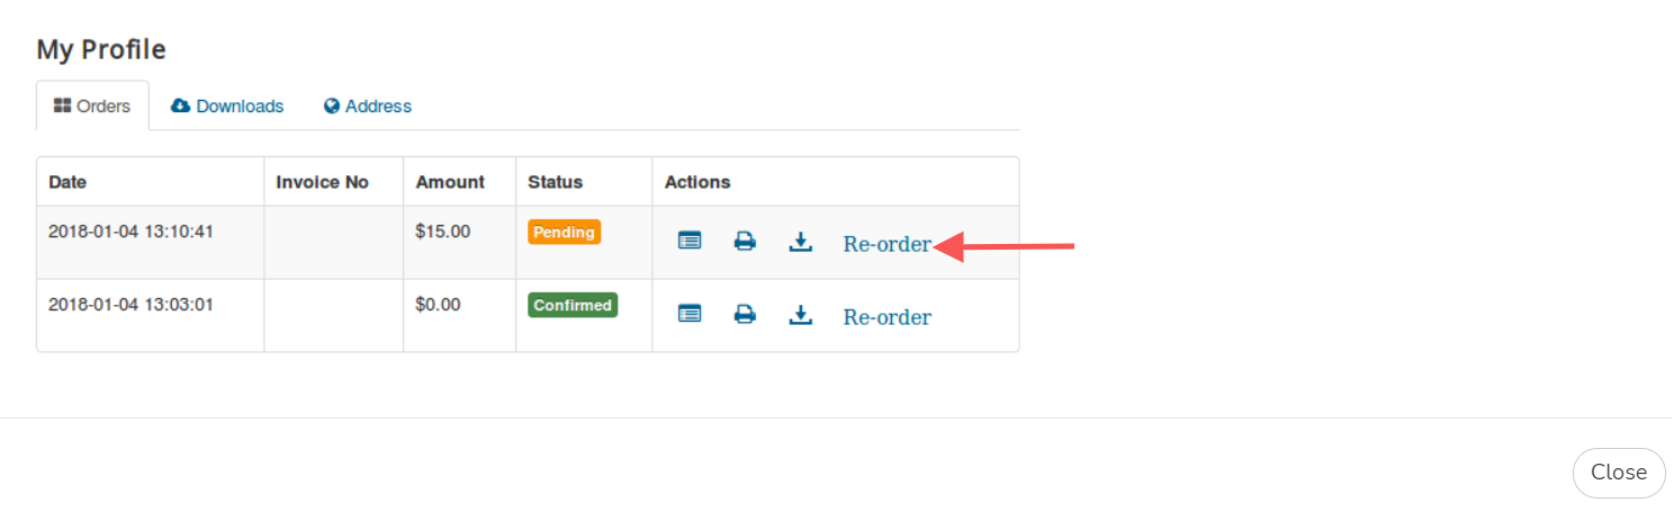 My Profile
Orders Downloads Address
Date Invoice No Amount Status Actions
2018-01-04 13:10:41 $15.00 Pending Re-order
2018-01-04 13:03:01 $0.00 Confirmed Re-order
Close